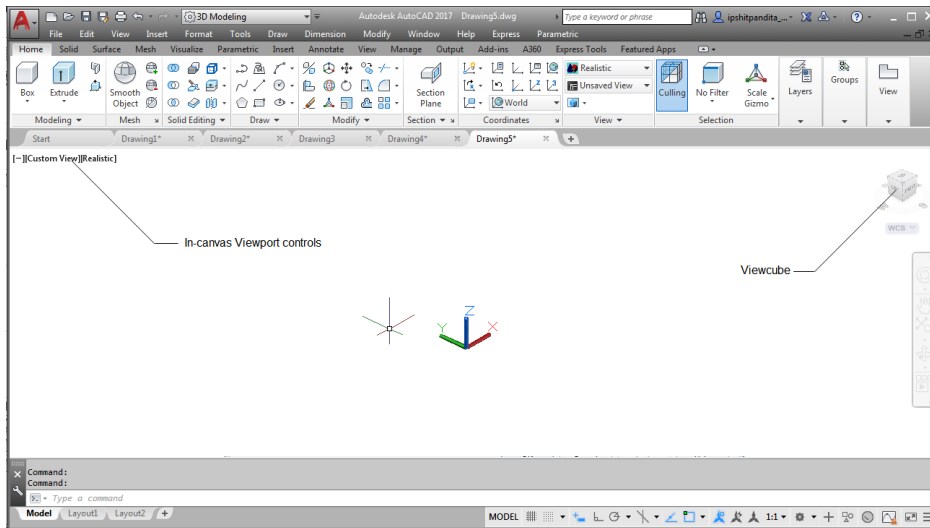 3D Modeling Autodesk AutoCAD 2017 Drawing5.dwg Type a keyword or phrase ipshitpandita_...
File Edit View Insert Format Tools Draw Dimension Modify Window Help Express Parametric
Home Solid Surface Mesh Visualize Parametric Insert Annotate View Manage Output Add-ins A360 Express Tools Featured Apps
Box Extrude Smooth Object Section Plane Realistic Unsaved View World Culling No Filter Scale Gizmo Layers Groups View
Modeling Mesh Solid Editing Draw Modify Section Coordinates View Selection
Start Drawing1* Drawing2* Drawing3 Drawing4* Drawing5*
[−][Custom View][Realistic]
In-canvas Viewport controls
WCS
Viewcube
Z
Y X
Command:
Command:
Type a command
Model Layout1 Layout2 +
MODEL 1:1